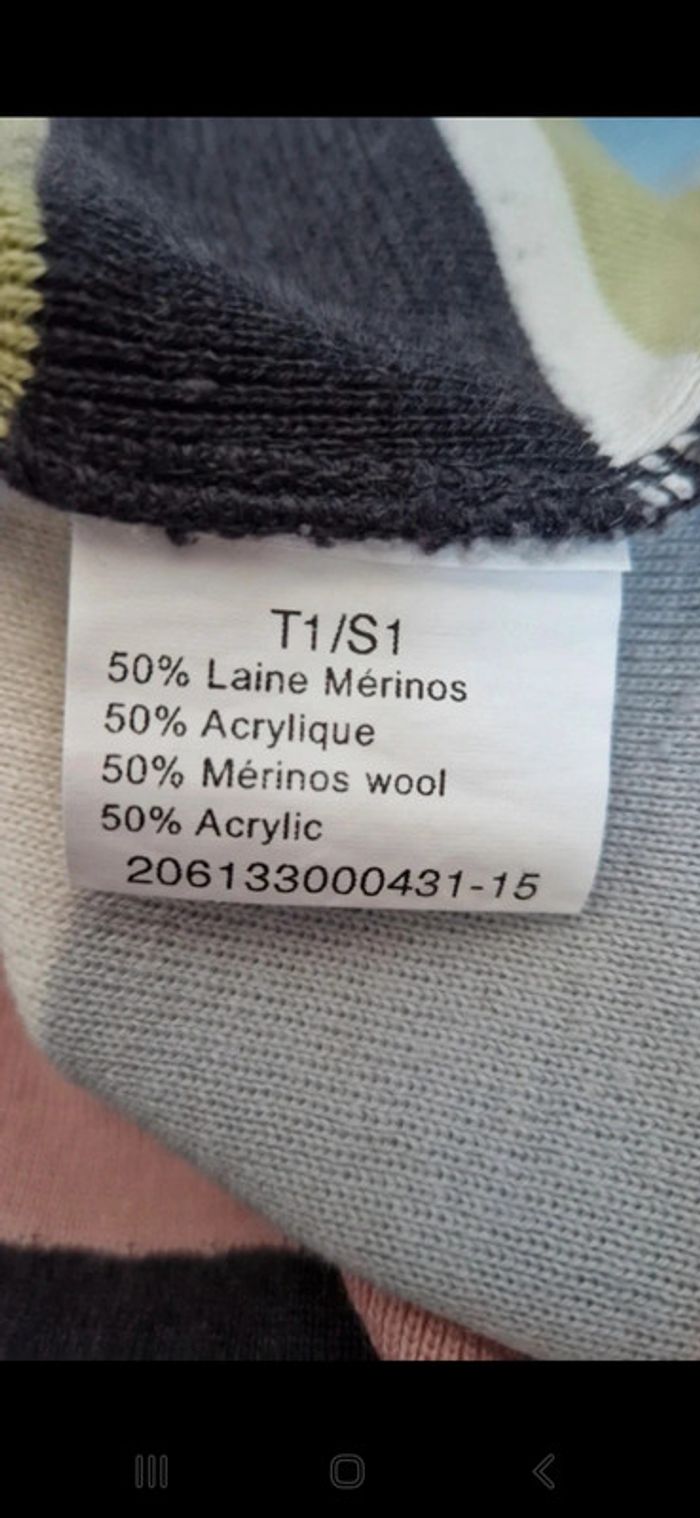 T1/S1
50% Laine Mérinos
50% Acrylique
50% Mérinos wool
50% Acrylic
206133000431-15